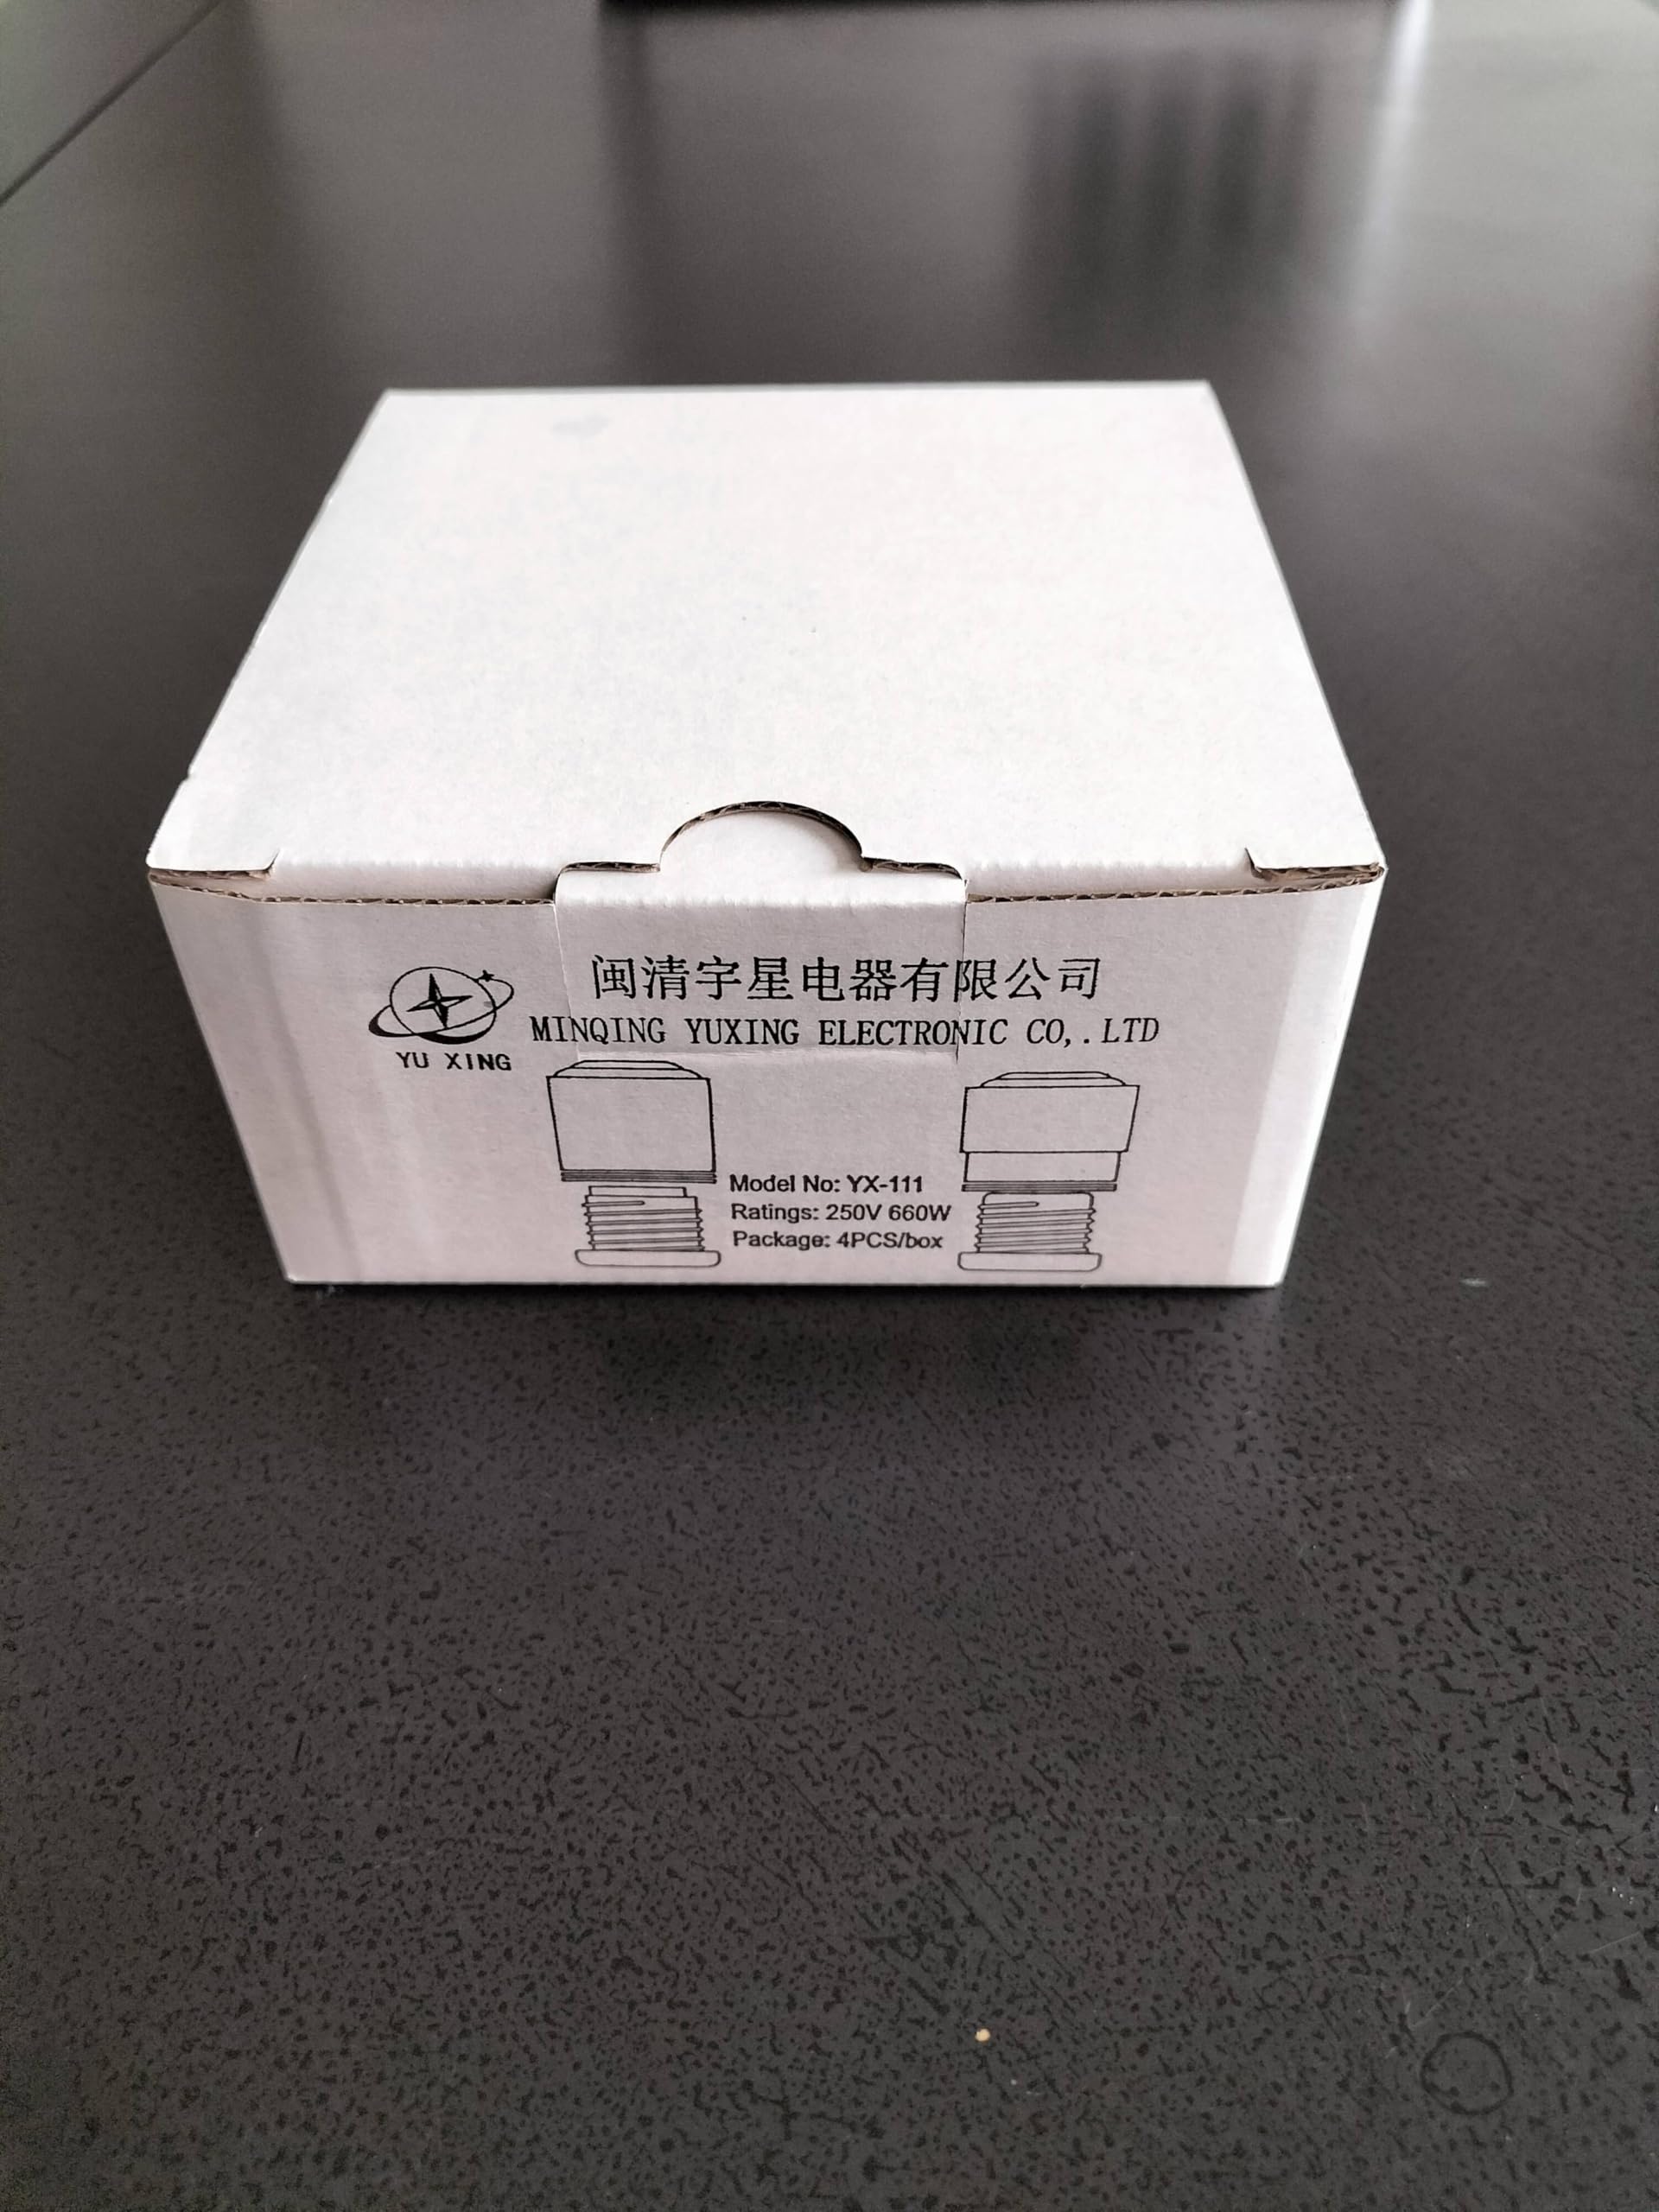 闽清宇星电器有限公司
MINQING YUXING ELECTRONIC CO,.LTD
YU XING
Model No: YX-111
Ratings: 250V 660W
Package: 4PCS/box